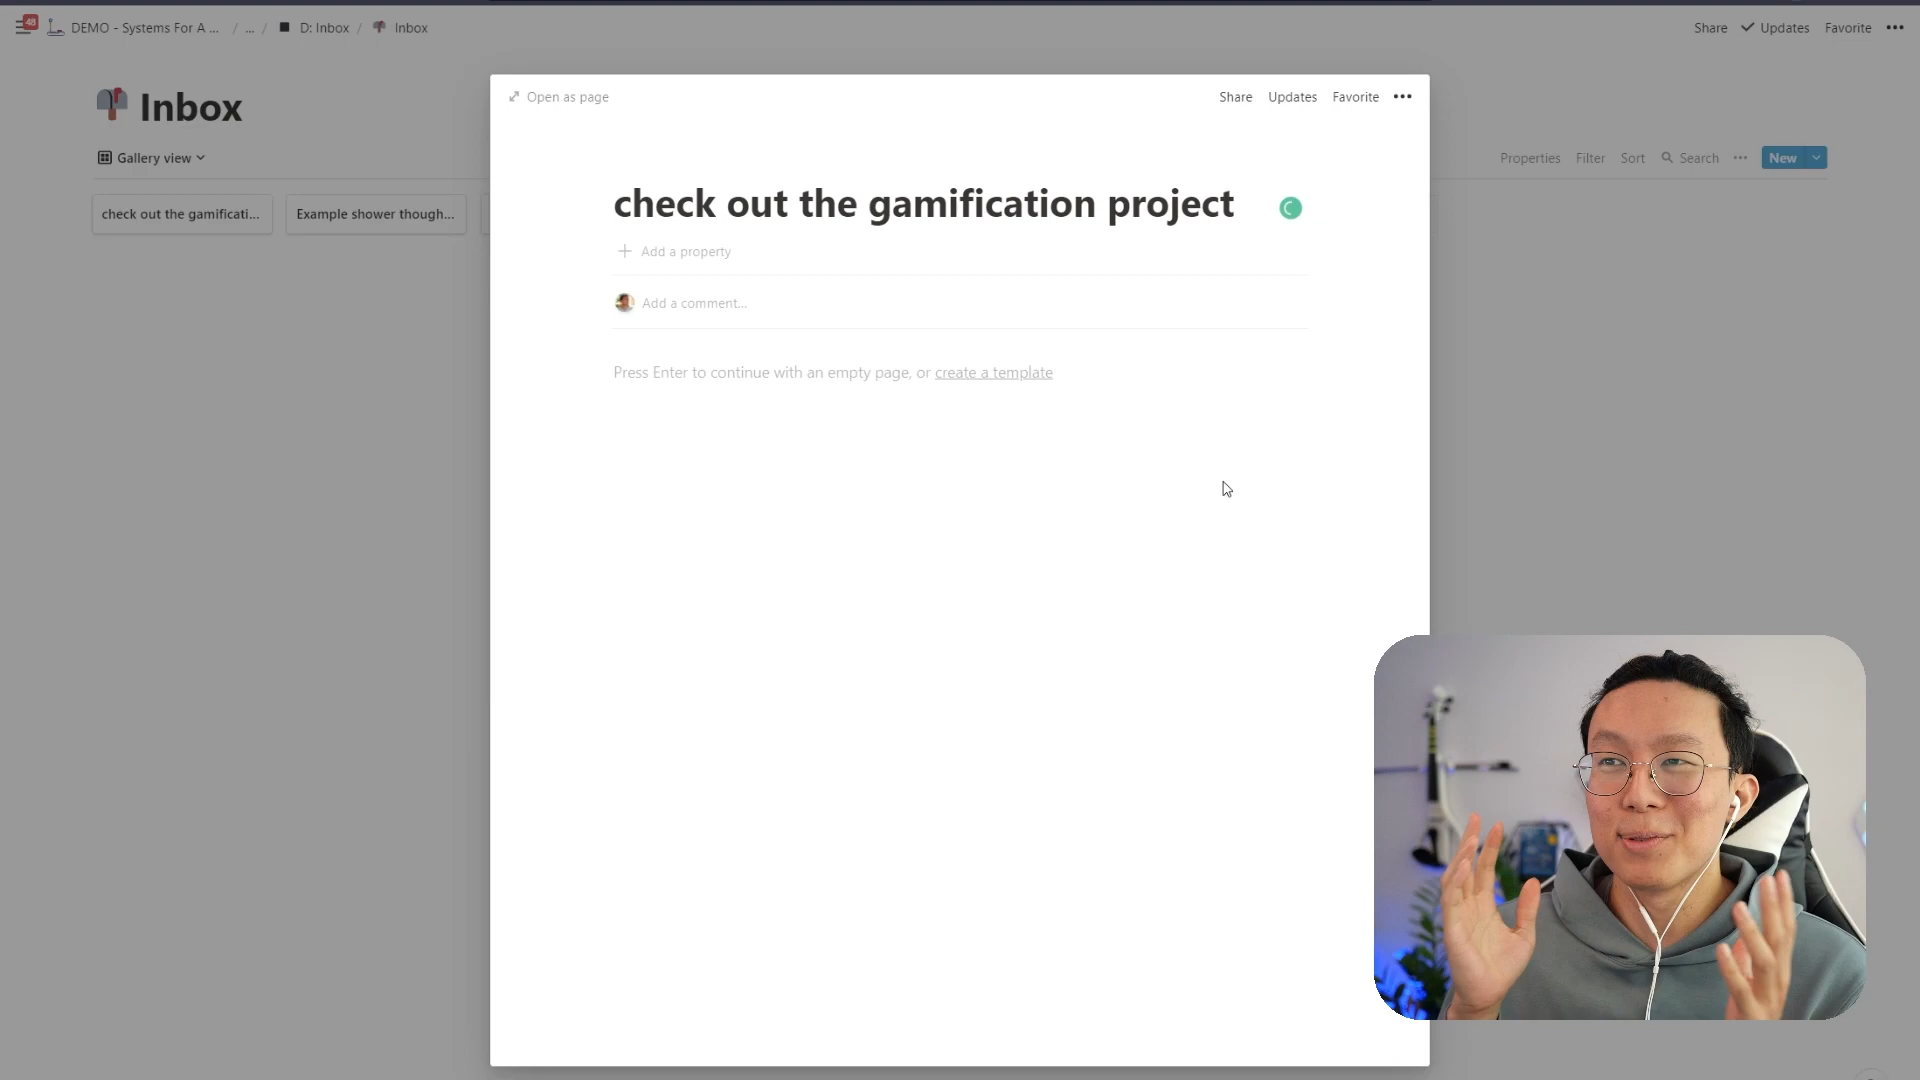 48 DEMO - Systems For A ... / ... / D: Inbox / Inbox
Share Updates Favorite •••
Inbox
Gallery view
Properties Filter Sort Search ••• New
check out the gamificati...
Example shower though...
Open as page
Share Updates Favorite •••
check out the gamification project
Add a property
Add a comment...
Press Enter to continue with an empty page, or create a template